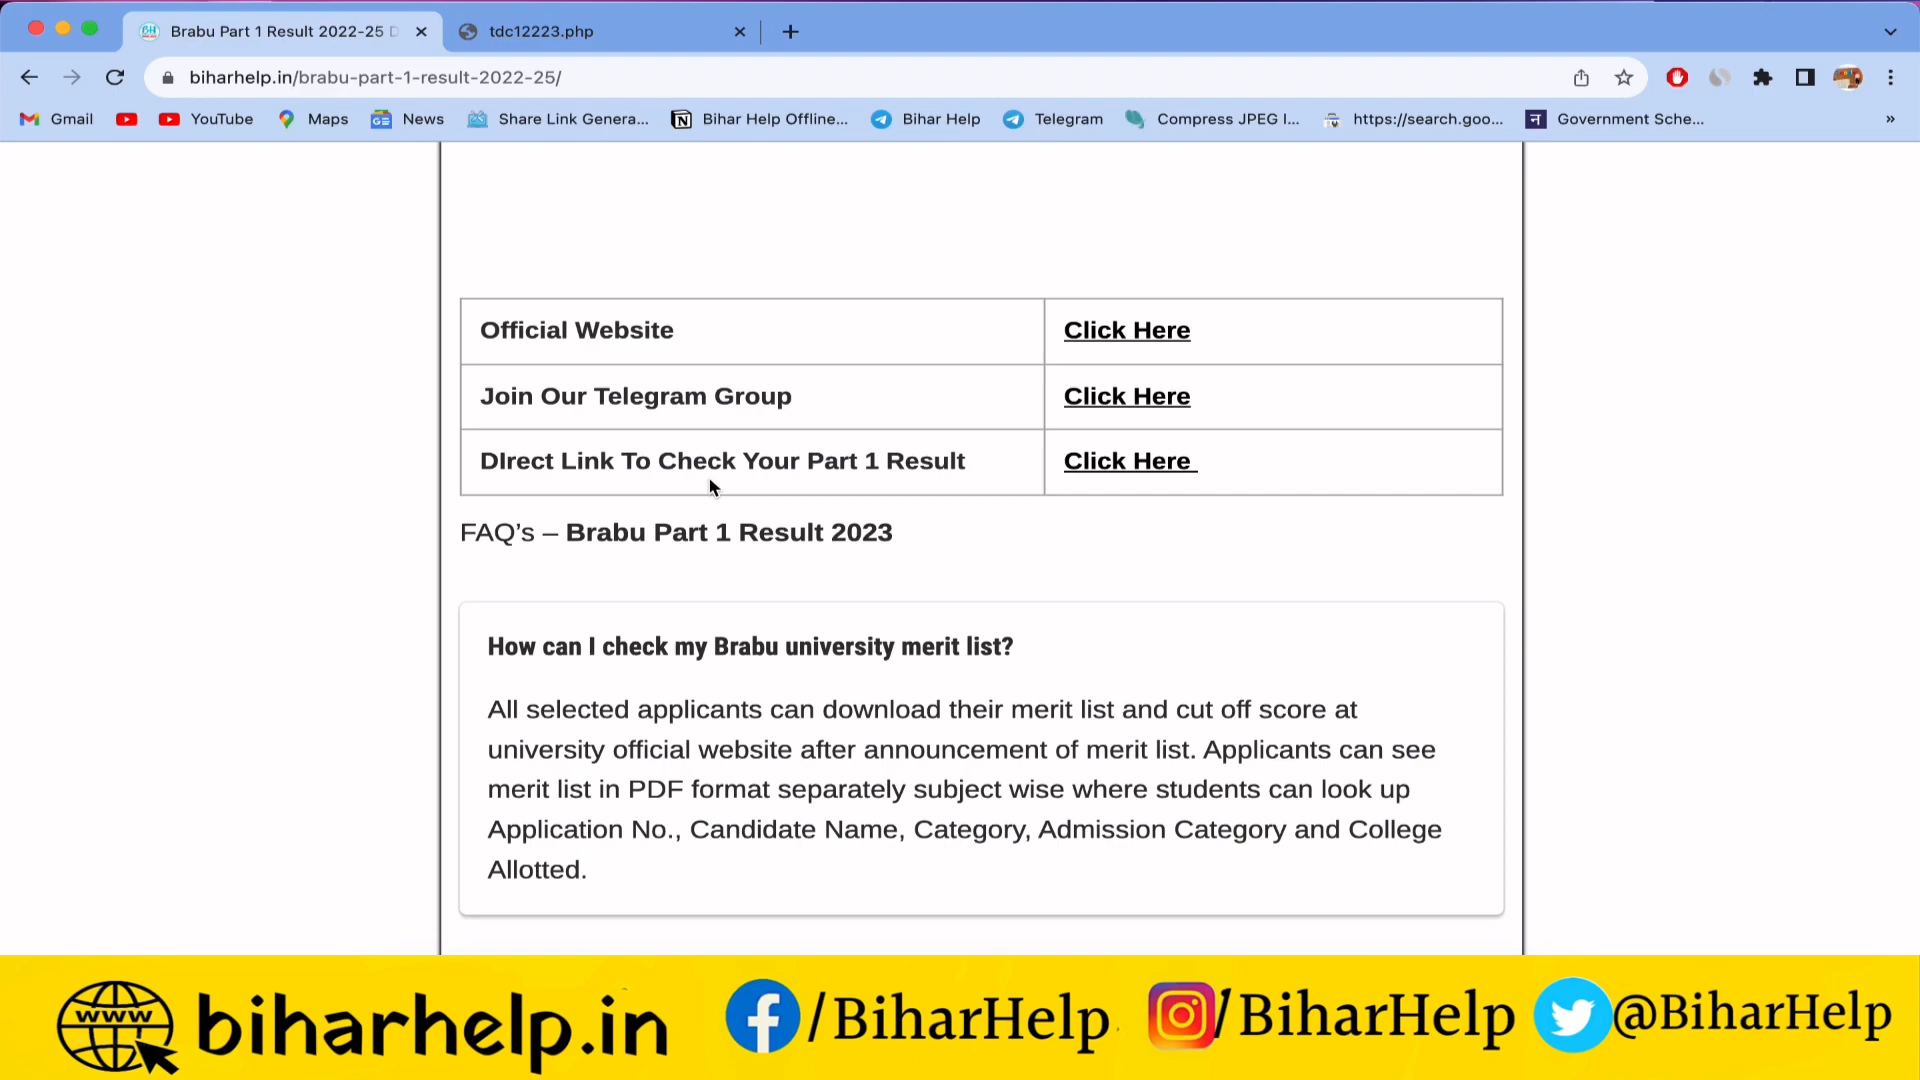 Brabu Part 1 Result 2022-25 D
tdc12223.php
biharhelp.in/brabu-part-1-result-2022-25/
Gmail YouTube Maps News Share Link Genera... Bihar Help Offline... Bihar Help Telegram Compress JPEG I... https://search.goo... Government Sche... »
Official Website Click Here
Join Our Telegram Group Click Here
DIrect Link To Check Your Part 1 Result Click Here
FAQ’s – Brabu Part 1 Result 2023
How can I check my Brabu university merit list?
All selected applicants can download their merit list and cut off score at
university official website after announcement of merit list. Applicants can see
merit list in PDF format separately subject wise where students can look up
Application No., Candidate Name, Category, Admission Category and College
Allotted.
www biharhelp.in /BiharHelp /BiharHelp @BiharHelp